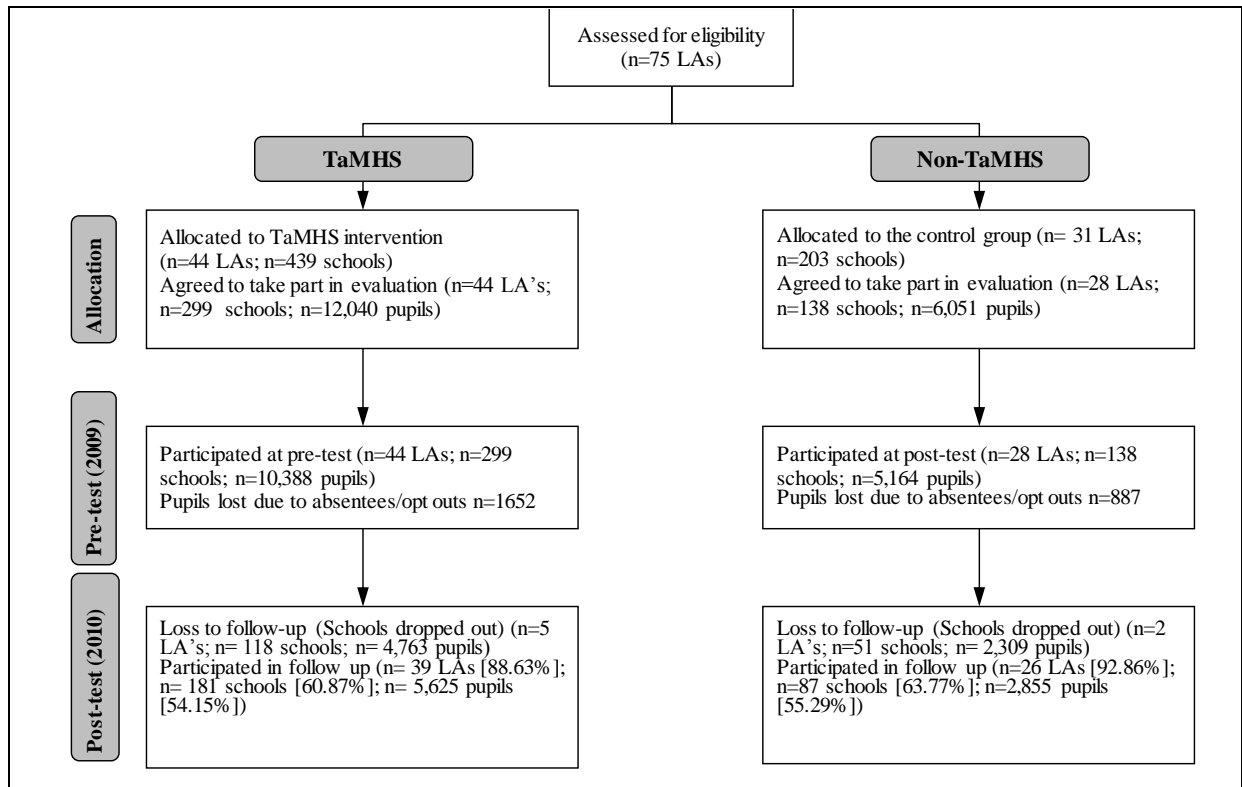 Assessed for eligibility
(n=75 LAs)
TaMHS
Non-TaMHS
Allocation
Allocated to TaMHS intervention
(n=44 LAs; n=439 schools)
Agreed to take part in evaluation (n=44 LA’s;
n=299 schools; n=12,040 pupils)
Allocated to the control group (n= 31 LAs;
n=203 schools)
Agreed to take part in evaluation (n=28 LAs;
n=138 schools; n=6,051 pupils)
Pre-test (2009)
Participated at pre-test (n=44 LAs; n=299
schools; n=10,388 pupils)
Pupils lost due to absentees/opt outs n=1652
Participated at post-test (n=28 LAs; n=138
schools; n=5,164 pupils)
Pupils lost due to absentees/opt outs n=887
Post-test (2010)
Loss to follow-up (Schools dropped out) (n=5
LA’s; n= 118 schools; n= 4,763 pupils)
Participated in follow up (n= 39 LAs [88.63%];
n= 181 schools [60.87%]; n= 5,625 pupils
[54.15%])
Loss to follow-up (Schools dropped out) (n=2
LA’s; n=51 schools; n= 2,309 pupils)
Participated in follow up (n=26 LAs [92.86%];
n=87 schools [63.77%]; n=2,855 pupils
[55.29%])